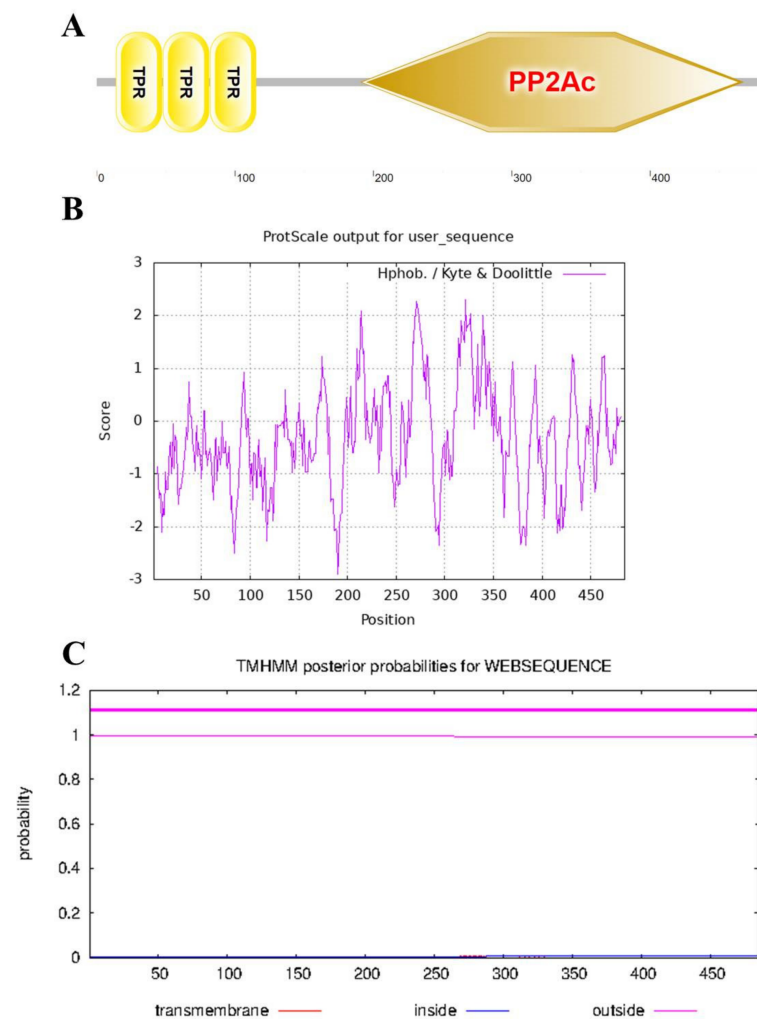 A
TPR TPR TPR PP2Ac
0 100 200 300 400
B
ProtScale output for user_sequence
Hphob. / Kyte & Doolittle
3
2
1
0
-1
-2
-3
Score
50 100 150 200 250 300 350 400 450
Position
C
TMHMM posterior probabilities for WEBSEQUENCE
1.2
1
0.8
0.6
0.4
0.2
0
probability
50 100 150 200 250 300 350 400 450
transmembrane inside outside